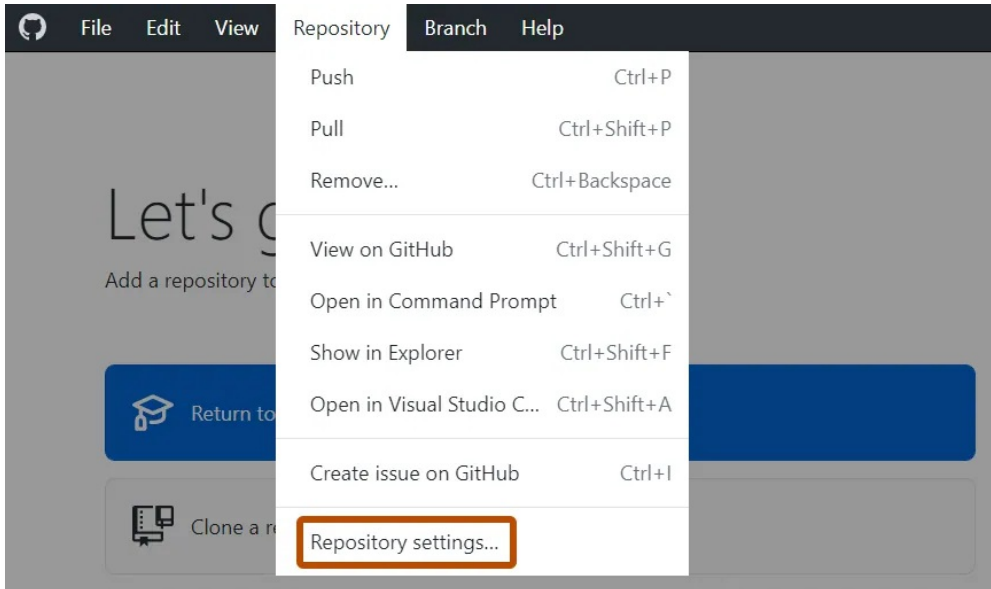 File Edit View Repository Branch Help
Push Ctrl+P
Pull Ctrl+Shift+P
Remove... Ctrl+Backspace
Let's
View on GitHub Ctrl+Shift+G
Add a repository
Open in Command Prompt Ctrl+`
Show in Explorer Ctrl+Shift+F
Return to
Open in Visual Studio C... Ctrl+Shift+A
Create issue on GitHub Ctrl+I
Clone a
Repository settings...